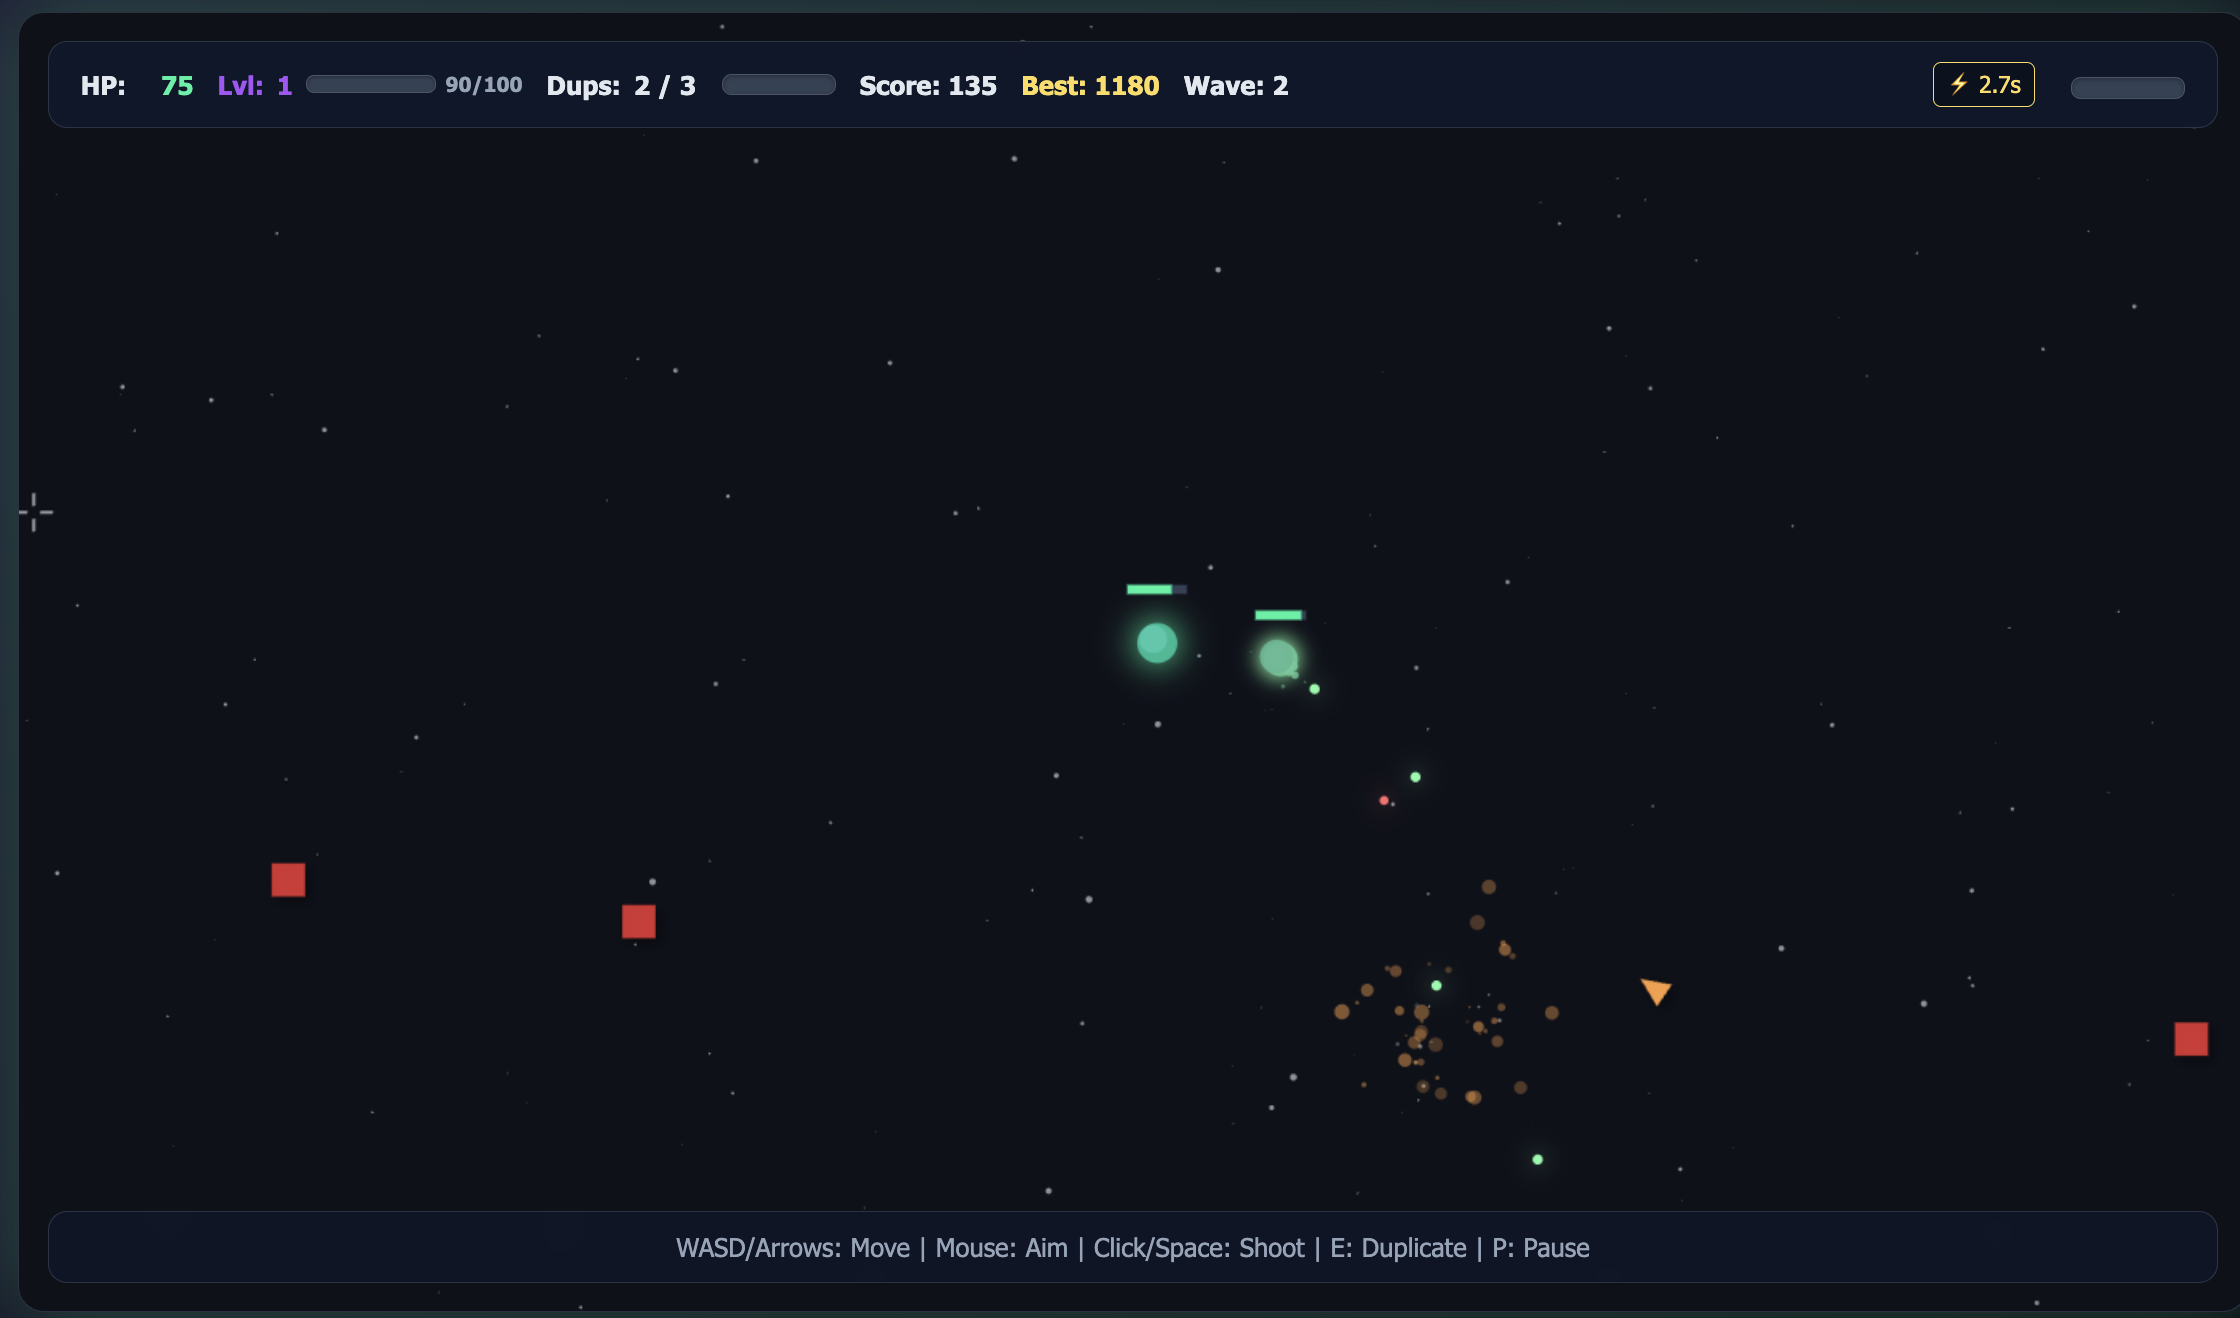 HP: 75 Lvl: 1 90/100 Dups: 2 / 3 Score: 135 Best: 1180 Wave: 2 ⚡ 2.7s
WASD/Arrows: Move | Mouse: Aim | Click/Space: Shoot | E: Duplicate | P: Pause